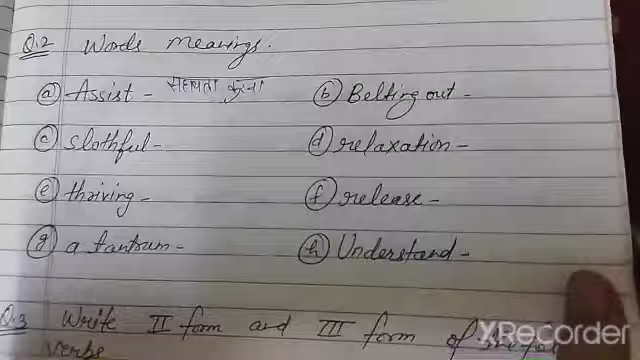 Q.2 Words meanings.
(a) Assist - सहायता करना (b) Belting out -
(c) slothful - (d) relaxation -
(e) thriving - (f) release -
(g) a tantrum - (h) Understand -
Q.3 Write II form and III form of
verbs
XRecorder